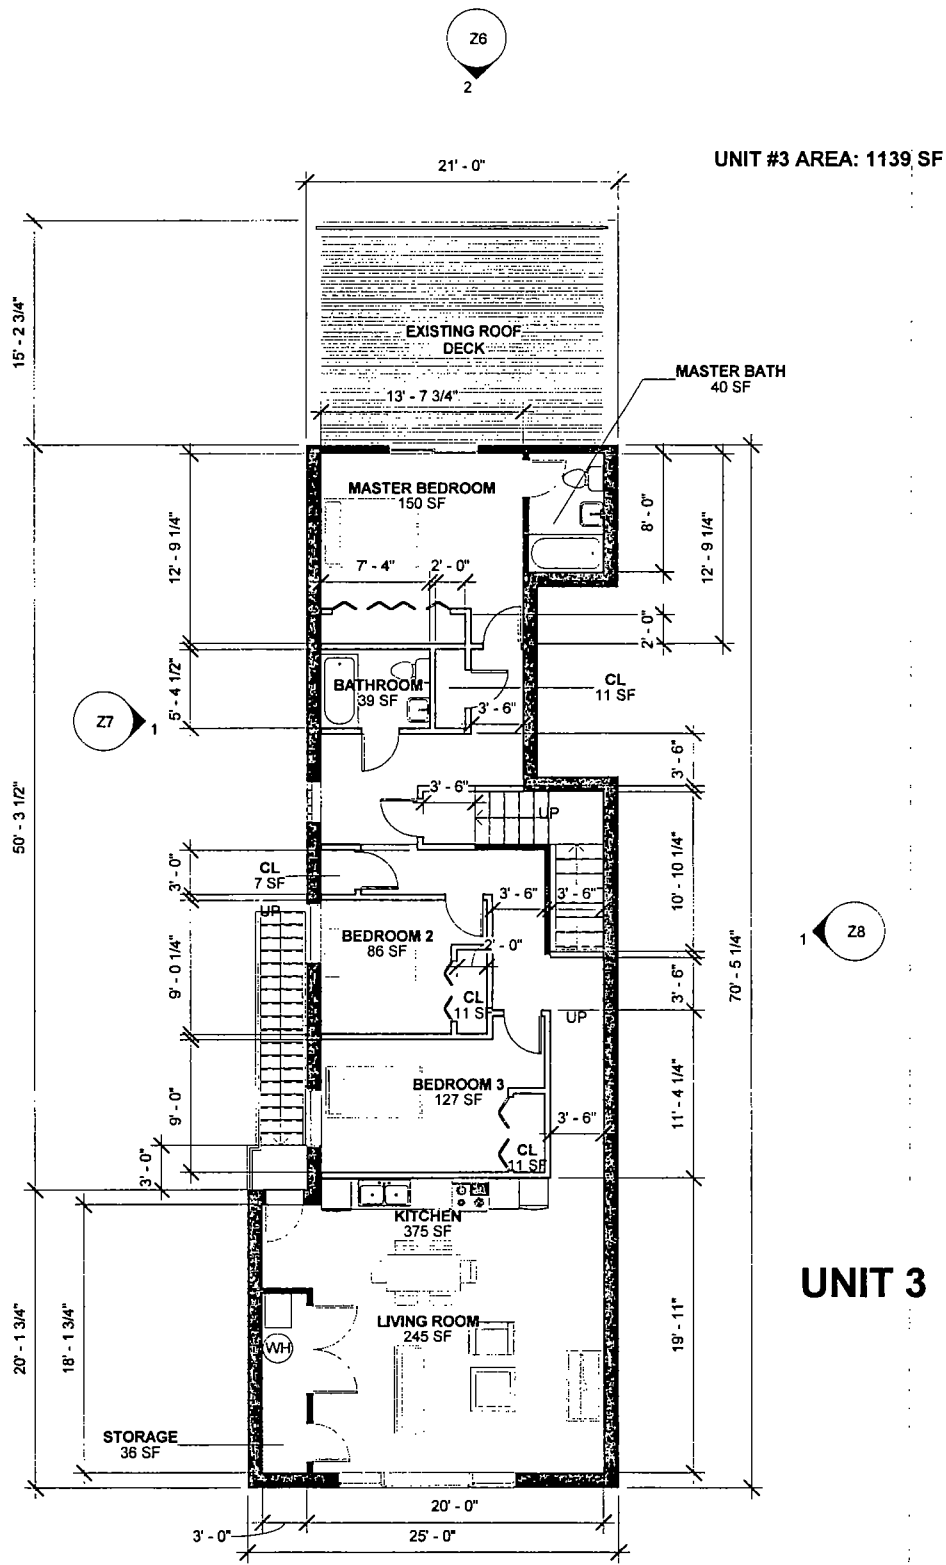 Z6
2
UNIT #3 AREA: 1139 SF
21' - 0"
15' - 2 3/4"
EXISTING ROOF
DECK
MASTER BATH
40 SF
13' - 7 3/4"
MASTER BEDROOM
150 SF
12' - 9 1/4"
8' - 0"
12' - 9 1/4"
7' - 4"
2' - 0"
2' - 0"
5' - 4 1/2"
BATHROOM
39 SF
CL
11 SF
3' - 6"
Z7
1
3' - 6"
50' - 3 1/2"
3' - 6"
UP
3' - 0"
CL
7 SF
10' - 10 1/4"
3' - 6"
3' - 6"
UP
BEDROOM 2
86 SF
2' - 0"
9' - 0 1/4"
1
Z8
70' - 5 1/4"
CL
11 SF
3' - 6"
UP
BEDROOM 3
127 SF
9' - 0"
11' - 4 1/4"
3' - 6"
CL
11 SF
3' - 0"
KITCHEN
375 SF
UNIT 3
20' - 1 3/4"
18' - 1 3/4"
LIVING ROOM
245 SF
WH
19' - 11"
STORAGE
36 SF
20' - 0"
3' - 0"
25' - 0"